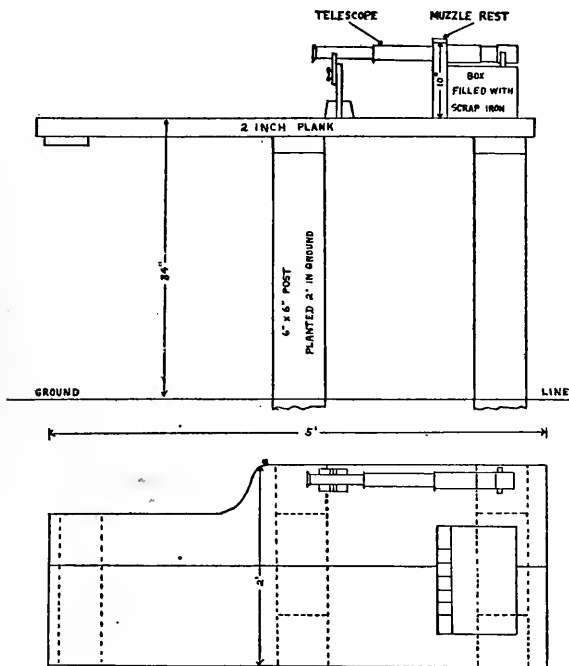 TELESCOPE
MUZZLE REST
10"
BOX
FILLED WITH
SCRAP IRON
2 INCH PLANK
34"
6" x 6" POST
PLANTED 2' IN GROUND
GROUND
LINE
5'
2'